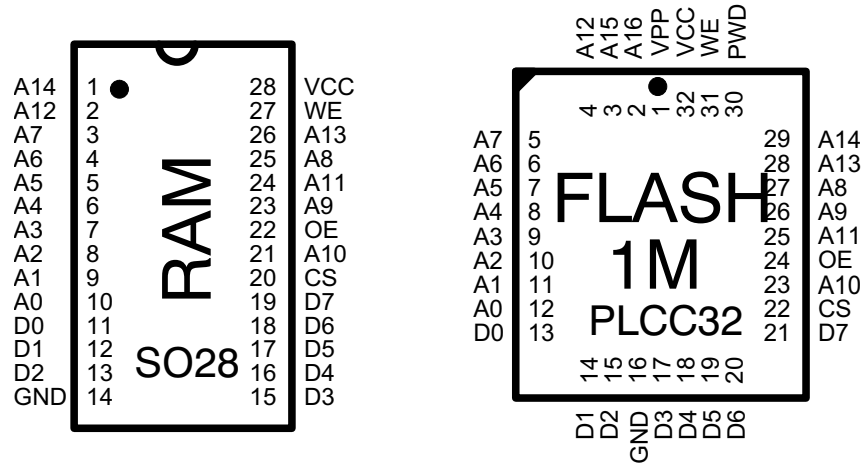 A14 1 28 VCC
A12 2 27 WE
A7 3 26 A13
A6 4 25 A8
A5 5 24 A11
A4 6 23 A9
A3 7 22 OE
A2 8 21 A10
A1 9 20 CS
A0 10 19 D7
D0 11 18 D6
D1 12 17 D5
D2 13 16 D4
GND 14 15 D3
RAM
SO28
A12 A15 A16 VPP VCC WE PWD
4 3 2 1 32 31 30
A7 5 29 A14
A6 6 28 A13
A5 7 27 A8
A4 8 26 A9
A3 9 25 A11
A2 10 24 OE
A1 11 23 A10
A0 12 22 CS
D0 13 21 D7
FLASH
1M
PLCC32
14 15 16 17 18 19 20
D1 D2 GND D3 D4 D5 D6